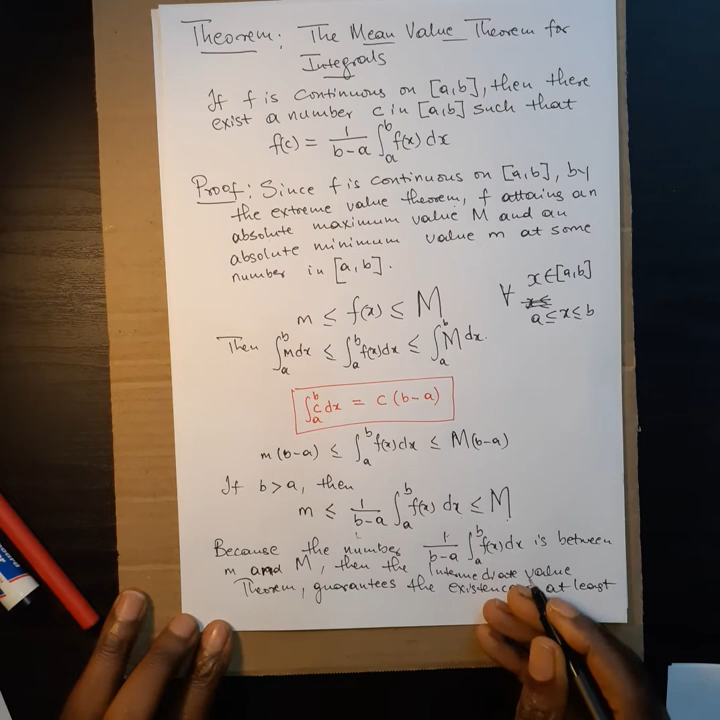 Theorem: The Mean Value Theorem for
Integrals
If f is continuous on [a,b], then there
exist a number c in [a,b] such that
f(c) = 1/(b-a) ∫_a^b f(x) dx
Proof: Since f is continuous on [a,b], by
the extreme value theorem, f attains an
absolute maximum value M and an
absolute minimum value m at some
number in [a,b].
m ≤ f(x) ≤ M ∀ x∈[a,b]
a≤x≤b
Then ∫_a^b mdx ≤ ∫_a^b f(x)dx ≤ ∫_a^b M dx.
∫_a^b c dx = c(b-a)
m(b-a) ≤ ∫_a^b f(x)dx ≤ M(b-a)
If b>a, then
m ≤ 1/(b-a) ∫_a^b f(x) dx ≤ M
Because the number 1/(b-a) ∫_a^b f(x)dx is between
m and M, then the Intermediate value
Theorem, guarantees the existence at least